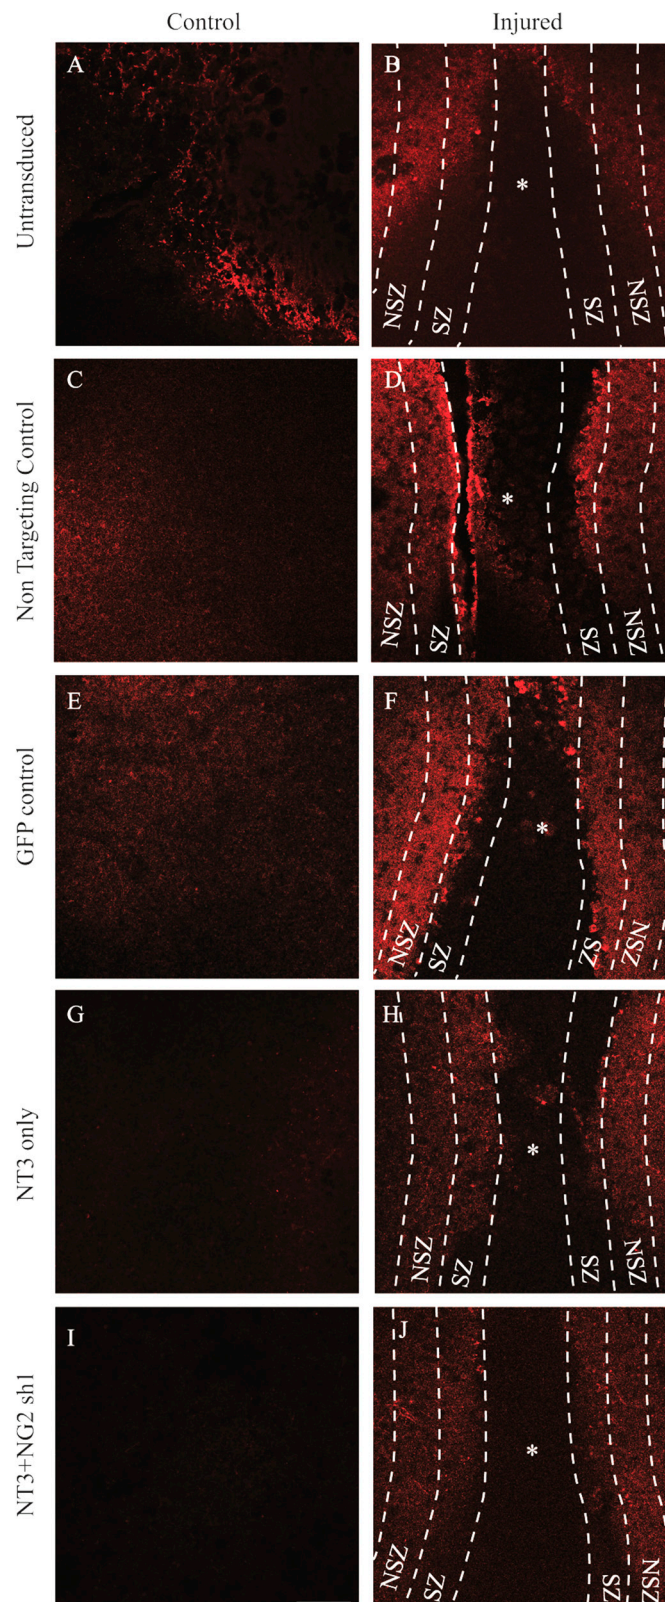 Control Injured
Untransduced
A
B
*
NSZ SZ SZ NSZ
Non Targeting Control
C
D
*
NSZ SZ SZ NSZ
GFP control
E
F
*
NSZ SZ SZ NSZ
NT3 only
G
H
*
NSZ SZ SZ NSZ
NT3+NG2 sh1
I
J
*
NSZ SZ SZ NSZ